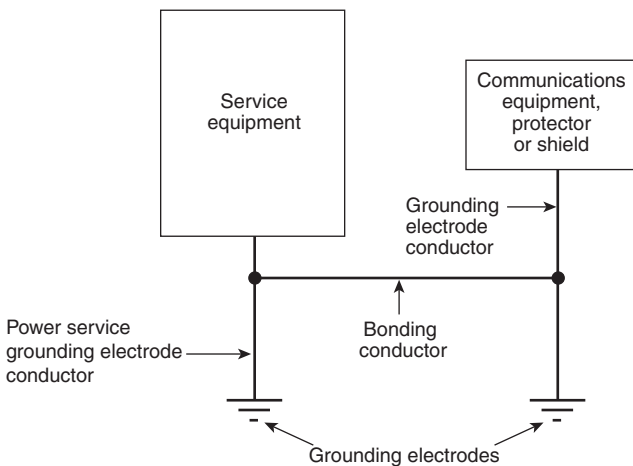 Service
equipment
Communications
equipment,
protector
or shield
Grounding
electrode
conductor
Bonding
conductor
Power service
grounding electrode
conductor
Grounding electrodes